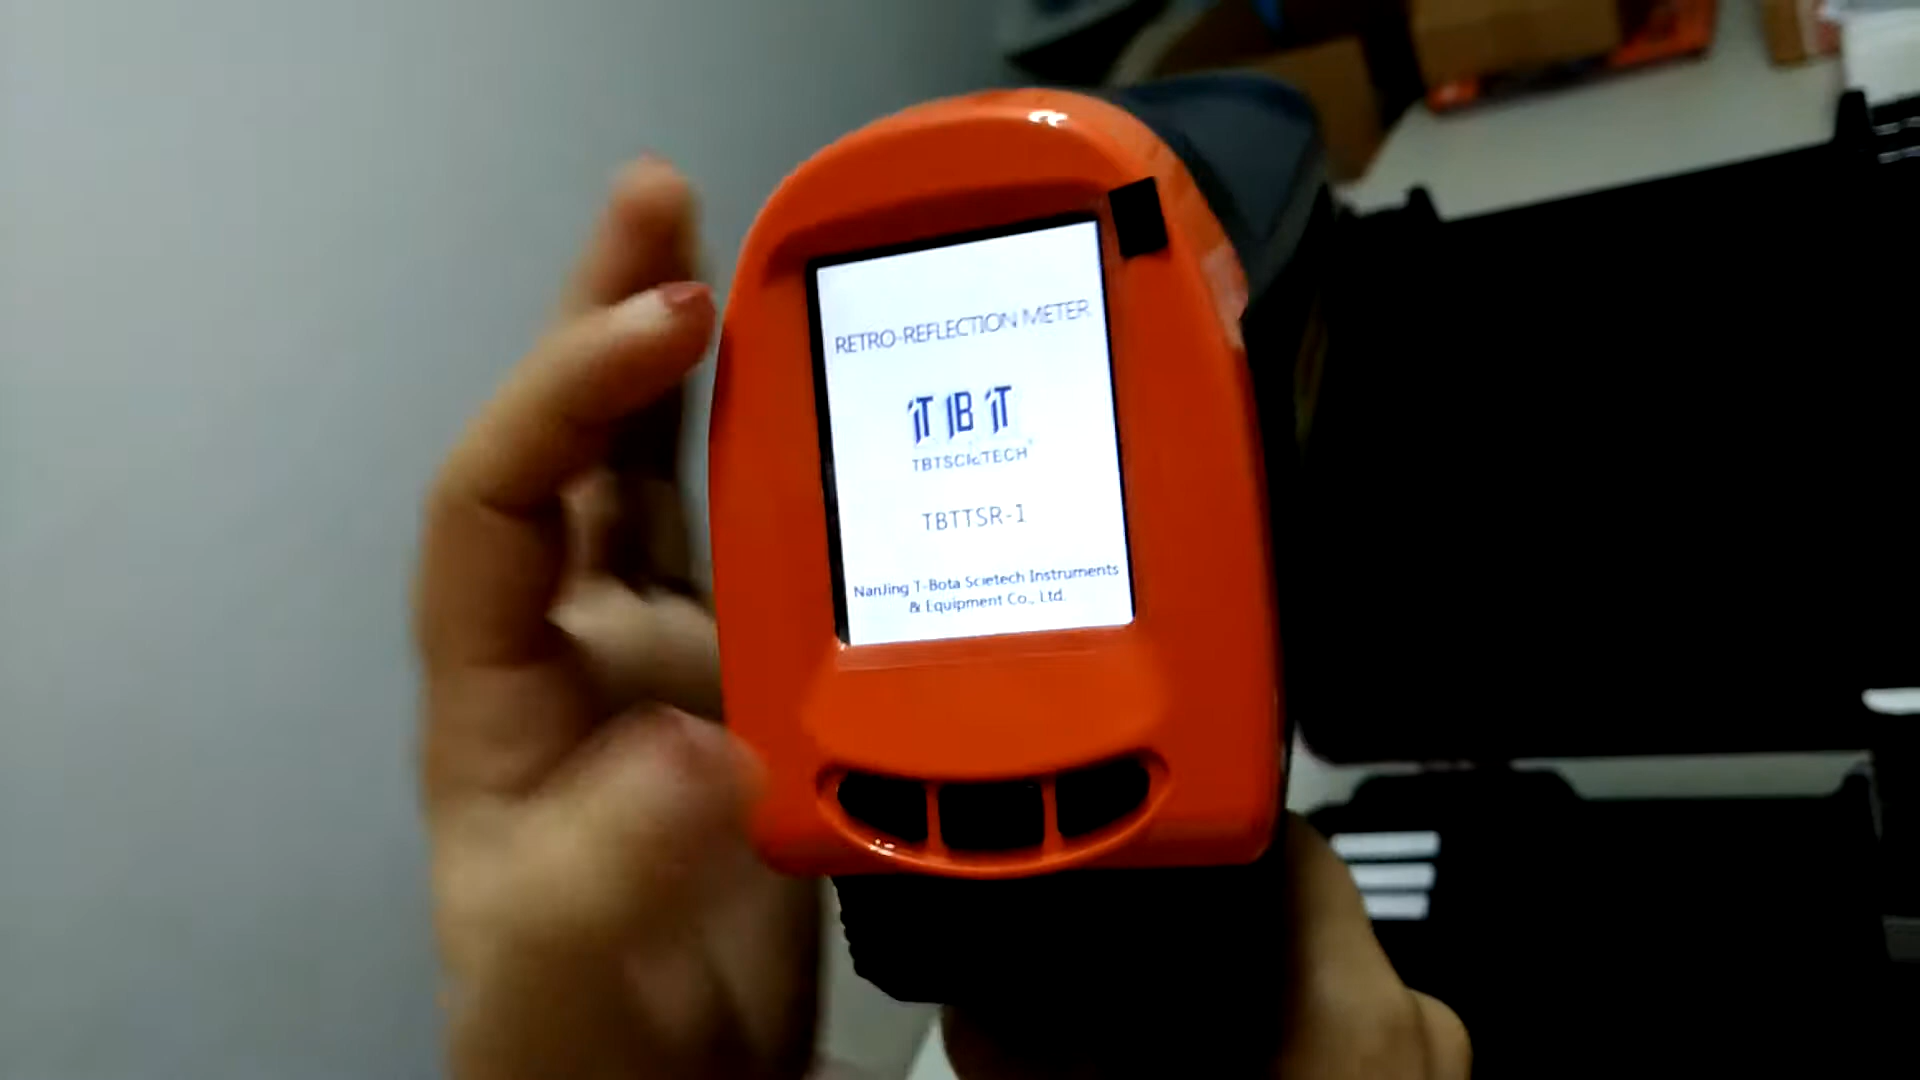 RETRO-REFLECTION METER
TBT
TBTSCIETECH
TBTTSR-1
NanJing T-Bota Scietech Instruments
& Equipment Co., Ltd.